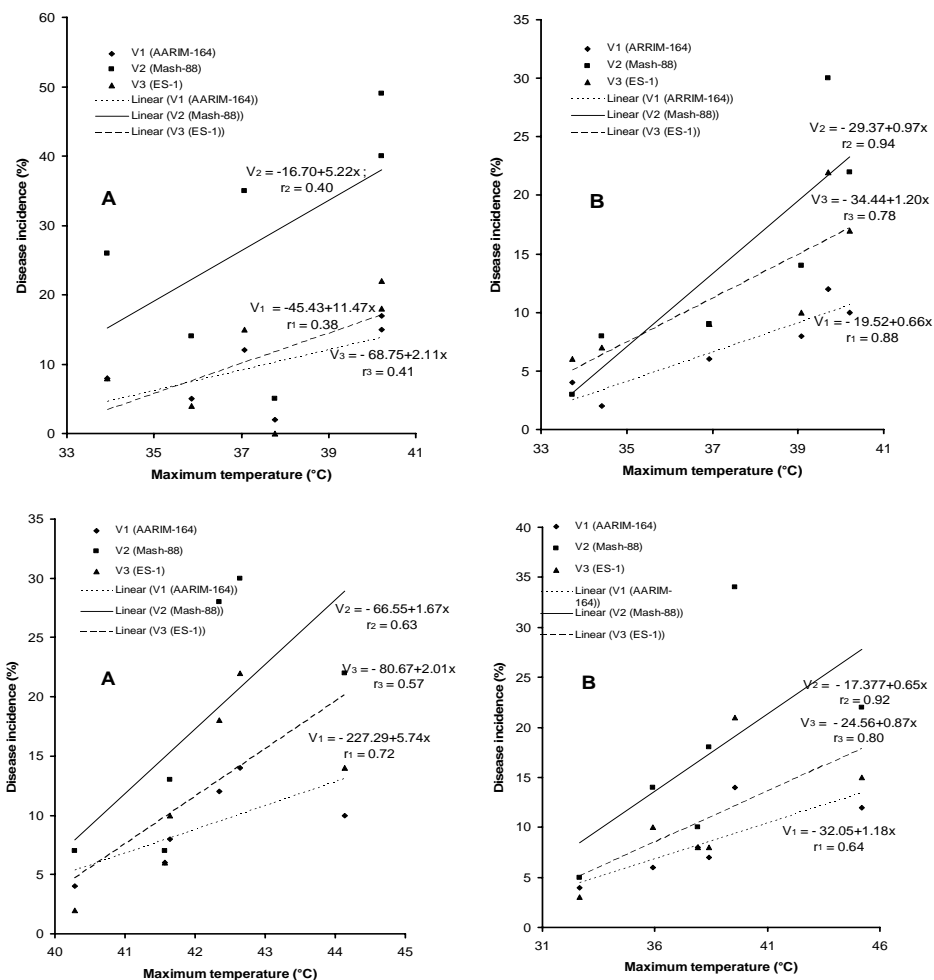 60
50
40
30
20
10
0
Disease incidence (%)
V1 (AARIM-164)
V2 (Mash-88)
V3 (ES-1)
Linear (V1 (AARIM-164))
Linear (V2 (Mash-88))
Linear (V3 (ES-1))
A
V2 = -16.70+5.22x ;
r2 = 0.40
V1 = -45.43+11.47x
r1 = 0.38
V3 = - 68.75+2.11x
r3 = 0.41
33 35 37 39 41
Maximum temperature (°C)
35
30
25
20
15
10
5
0
Disease incidence (%)
V1 (ARRIM-164)
V2 (Mash-88)
V3 (ES-1)
Linear (V1 (ARRIM-164))
Linear (V2 (Mash-88))
Linear (V3 (ES-1))
B
V2 = - 29.37+0.97x
r2 = 0.94
V3 = - 34.44+1.20x
r3 = 0.78
V1 = - 19.52+0.66x
r1 = 0.88
33 35 37 39 41
Maximum temperature (°C)
35
30
25
20
15
10
5
0
Disease incidence (%)
V1 (AARIM-164)
V2 (Mash-88)
V3 (ES-1)
Linear (V1 (AARIM-164))
Linear (V2 (Mash-88))
Linear (V3 (ES-1))
A
V2 = - 66.55+1.67x
r2 = 0.63
V3 = - 80.67+2.01x
r3 = 0.57
V1 = - 227.29+5.74x
r1 = 0.72
40 41 42 43 44 45
Maximum temperature (°C)
40
35
30
25
20
15
10
5
0
Disease incidence (%)
V1 (AARIM-164)
V2 (Mash-88)
V3 (ES-1)
Linear (V1 (AARIM-
164))
Linear (V2 (Mash-88))
Linear (V3 (ES-1))
B
V2 = - 17.377+0.65x
r2 = 0.92
V3 = - 24.56+0.87x
r3 = 0.80
V1 = - 32.05+1.18x
r1 = 0.64
31 36 41 46
Maximum temperature (°C)